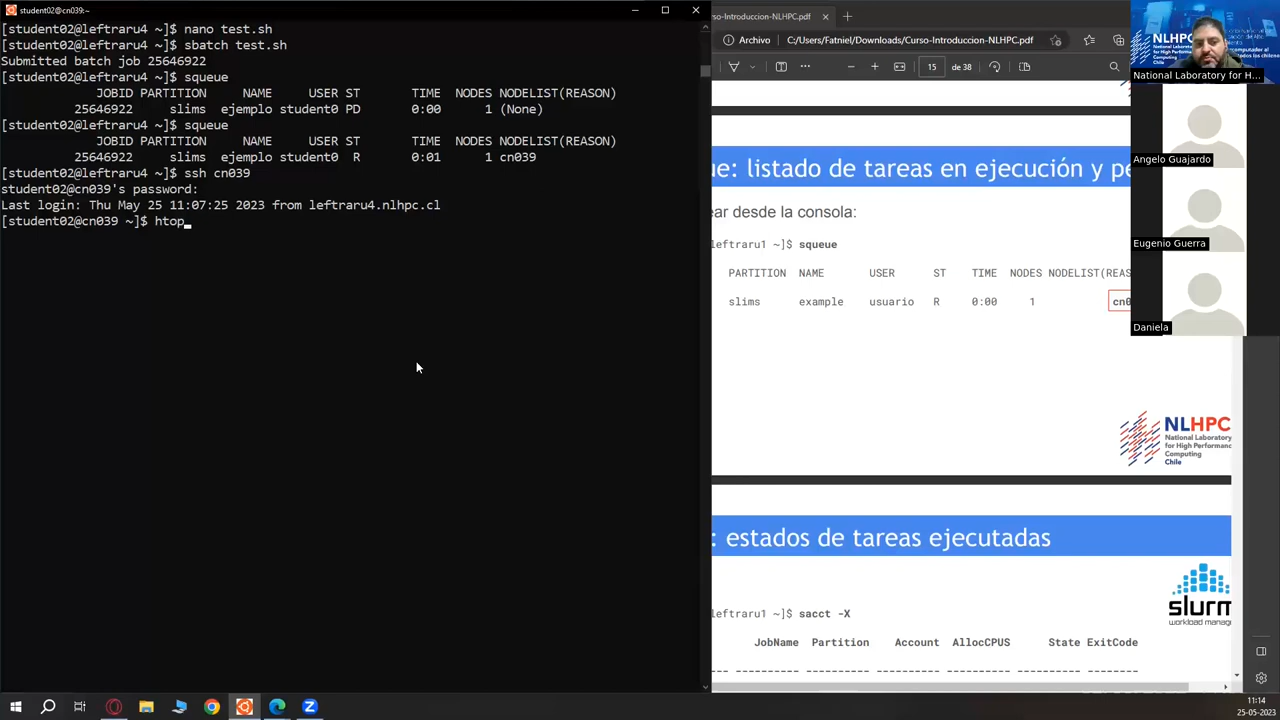 student02@cn039:~
[student02@leftraru4 ~]$ nano test.sh
[student02@leftraru4 ~]$ sbatch test.sh
Submitted batch job 25646922
[student02@leftraru4 ~]$ squeue
JOBID PARTITION NAME USER ST TIME NODES NODELIST(REASON)
25646922 slims ejemplo student0 PD 0:00 1 (None)
[student02@leftraru4 ~]$ squeue
JOBID PARTITION NAME USER ST TIME NODES NODELIST(REASON)
25646922 slims ejemplo student0 R 0:01 1 cn039
[student02@leftraru4 ~]$ ssh cn039
student02@cn039's password:
Last login: Thu May 25 11:07:25 2023 from leftraru4.nlhpc.cl
[student02@cn039 ~]$ htop
so-Introduccion-NLHPC.pdf
Archivo C:/Users/Fatniel/Downloads/Curso-Introduccion-NLHPC.pdf
15 de 38
ue: listado de tareas en ejecución y pe
ear desde la consola:
leftraru1 ~]$ squeue
PARTITION NAME USER ST TIME NODES NODELIST(REAS
slims example usuario R 0:00 1 cn0
NLHPC
National Laboratory
for High Performanc
Computing
Chile
: estados de tareas ejecutadas
slurm
workload manag
leftraru1 ~]$ sacct -X
JobName Partition Account AllocCPUS State ExitCode
--- ---------- ---------- ---------- ---------- --------
NLHPC
National Laboratory for H...
Angelo Guajardo
Eugenio Guerra
Daniela
11:14
25-05-2023